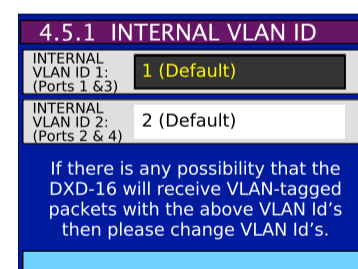 4.5.1 INTERNAL VLAN ID
INTERNAL
VLAN ID 1:
(Ports 1 &3)
1 (Default)
INTERNAL
VLAN ID 2:
(Ports 2 & 4)
2 (Default)
If there is any possibility that the
DXD-16 will receive VLAN-tagged
packets with the above VLAN Id's
then please change VLAN Id's.